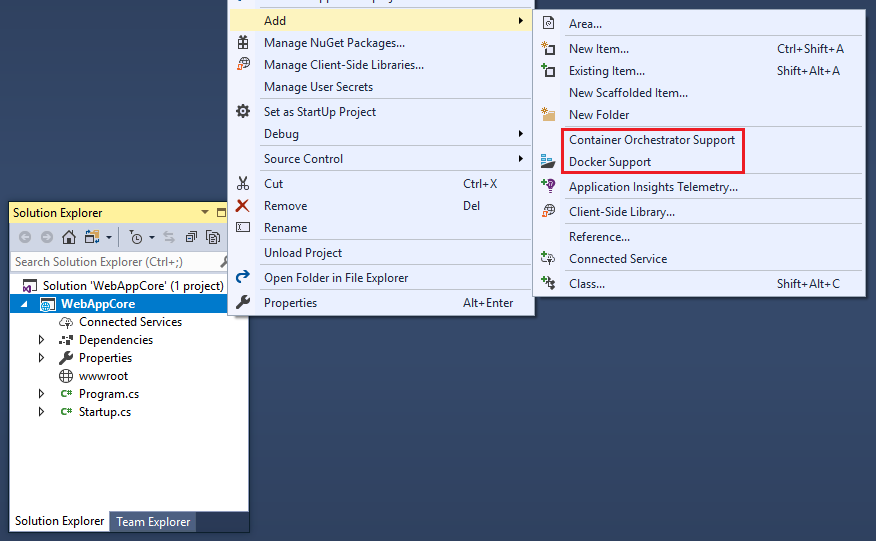 Add
Manage NuGet Packages...
Manage Client-Side Libraries...
Manage User Secrets
Set as StartUp Project
Debug
Source Control
Cut Ctrl+X
Remove Del
Rename
Unload Project
Open Folder in File Explorer
Properties Alt+Enter
Area...
New Item... Ctrl+Shift+A
Existing Item... Shift+Alt+A
New Scaffolded Item...
New Folder
Container Orchestrator Support
Docker Support
Application Insights Telemetry...
Client-Side Library...
Reference...
Connected Service
Class... Shift+Alt+C
Solution Explorer
Search Solution Explorer (Ctrl+;)
Solution 'WebAppCore' (1 project)
WebAppCore
Connected Services
Dependencies
Properties
wwwroot
C# Program.cs
C# Startup.cs
Solution Explorer Team Explorer